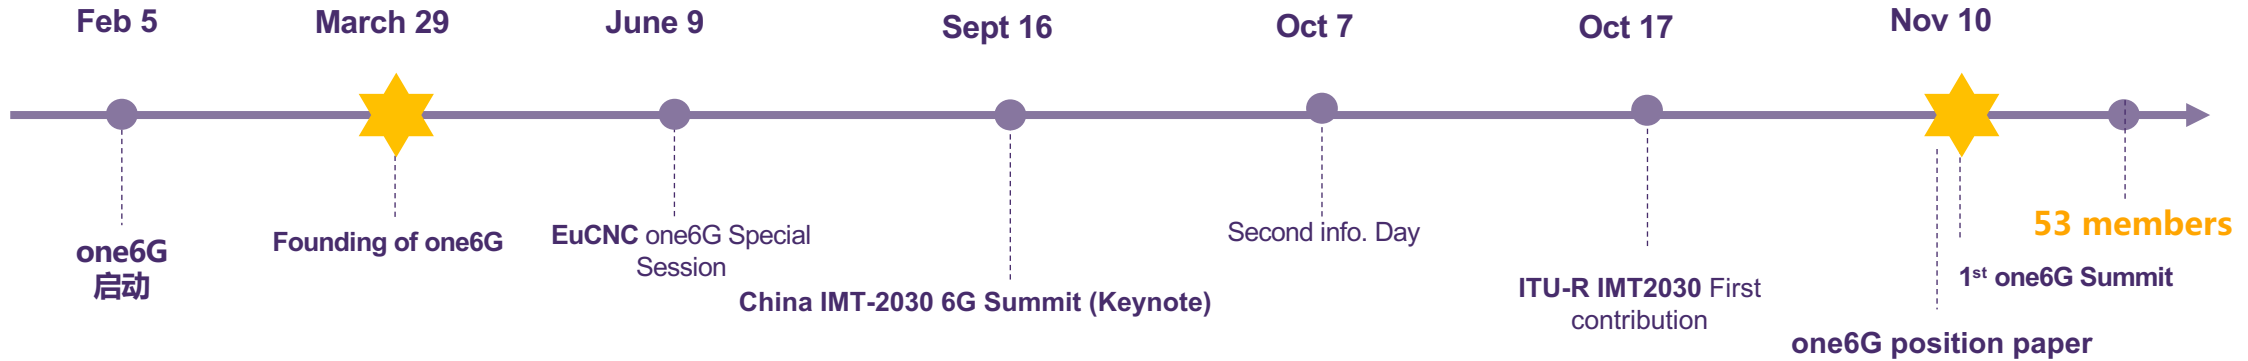 Feb 5
March 29
June 9
Sept 16
Oct 7
Oct 17
Nov 10
one6G
启动
Founding of one6G
EuCNC one6G Special
Session
China IMT-2030 6G Summit (Keynote)
Second info. Day
ITU-R IMT2030 First
contribution
one6G position paper
1st one6G Summit
53 members